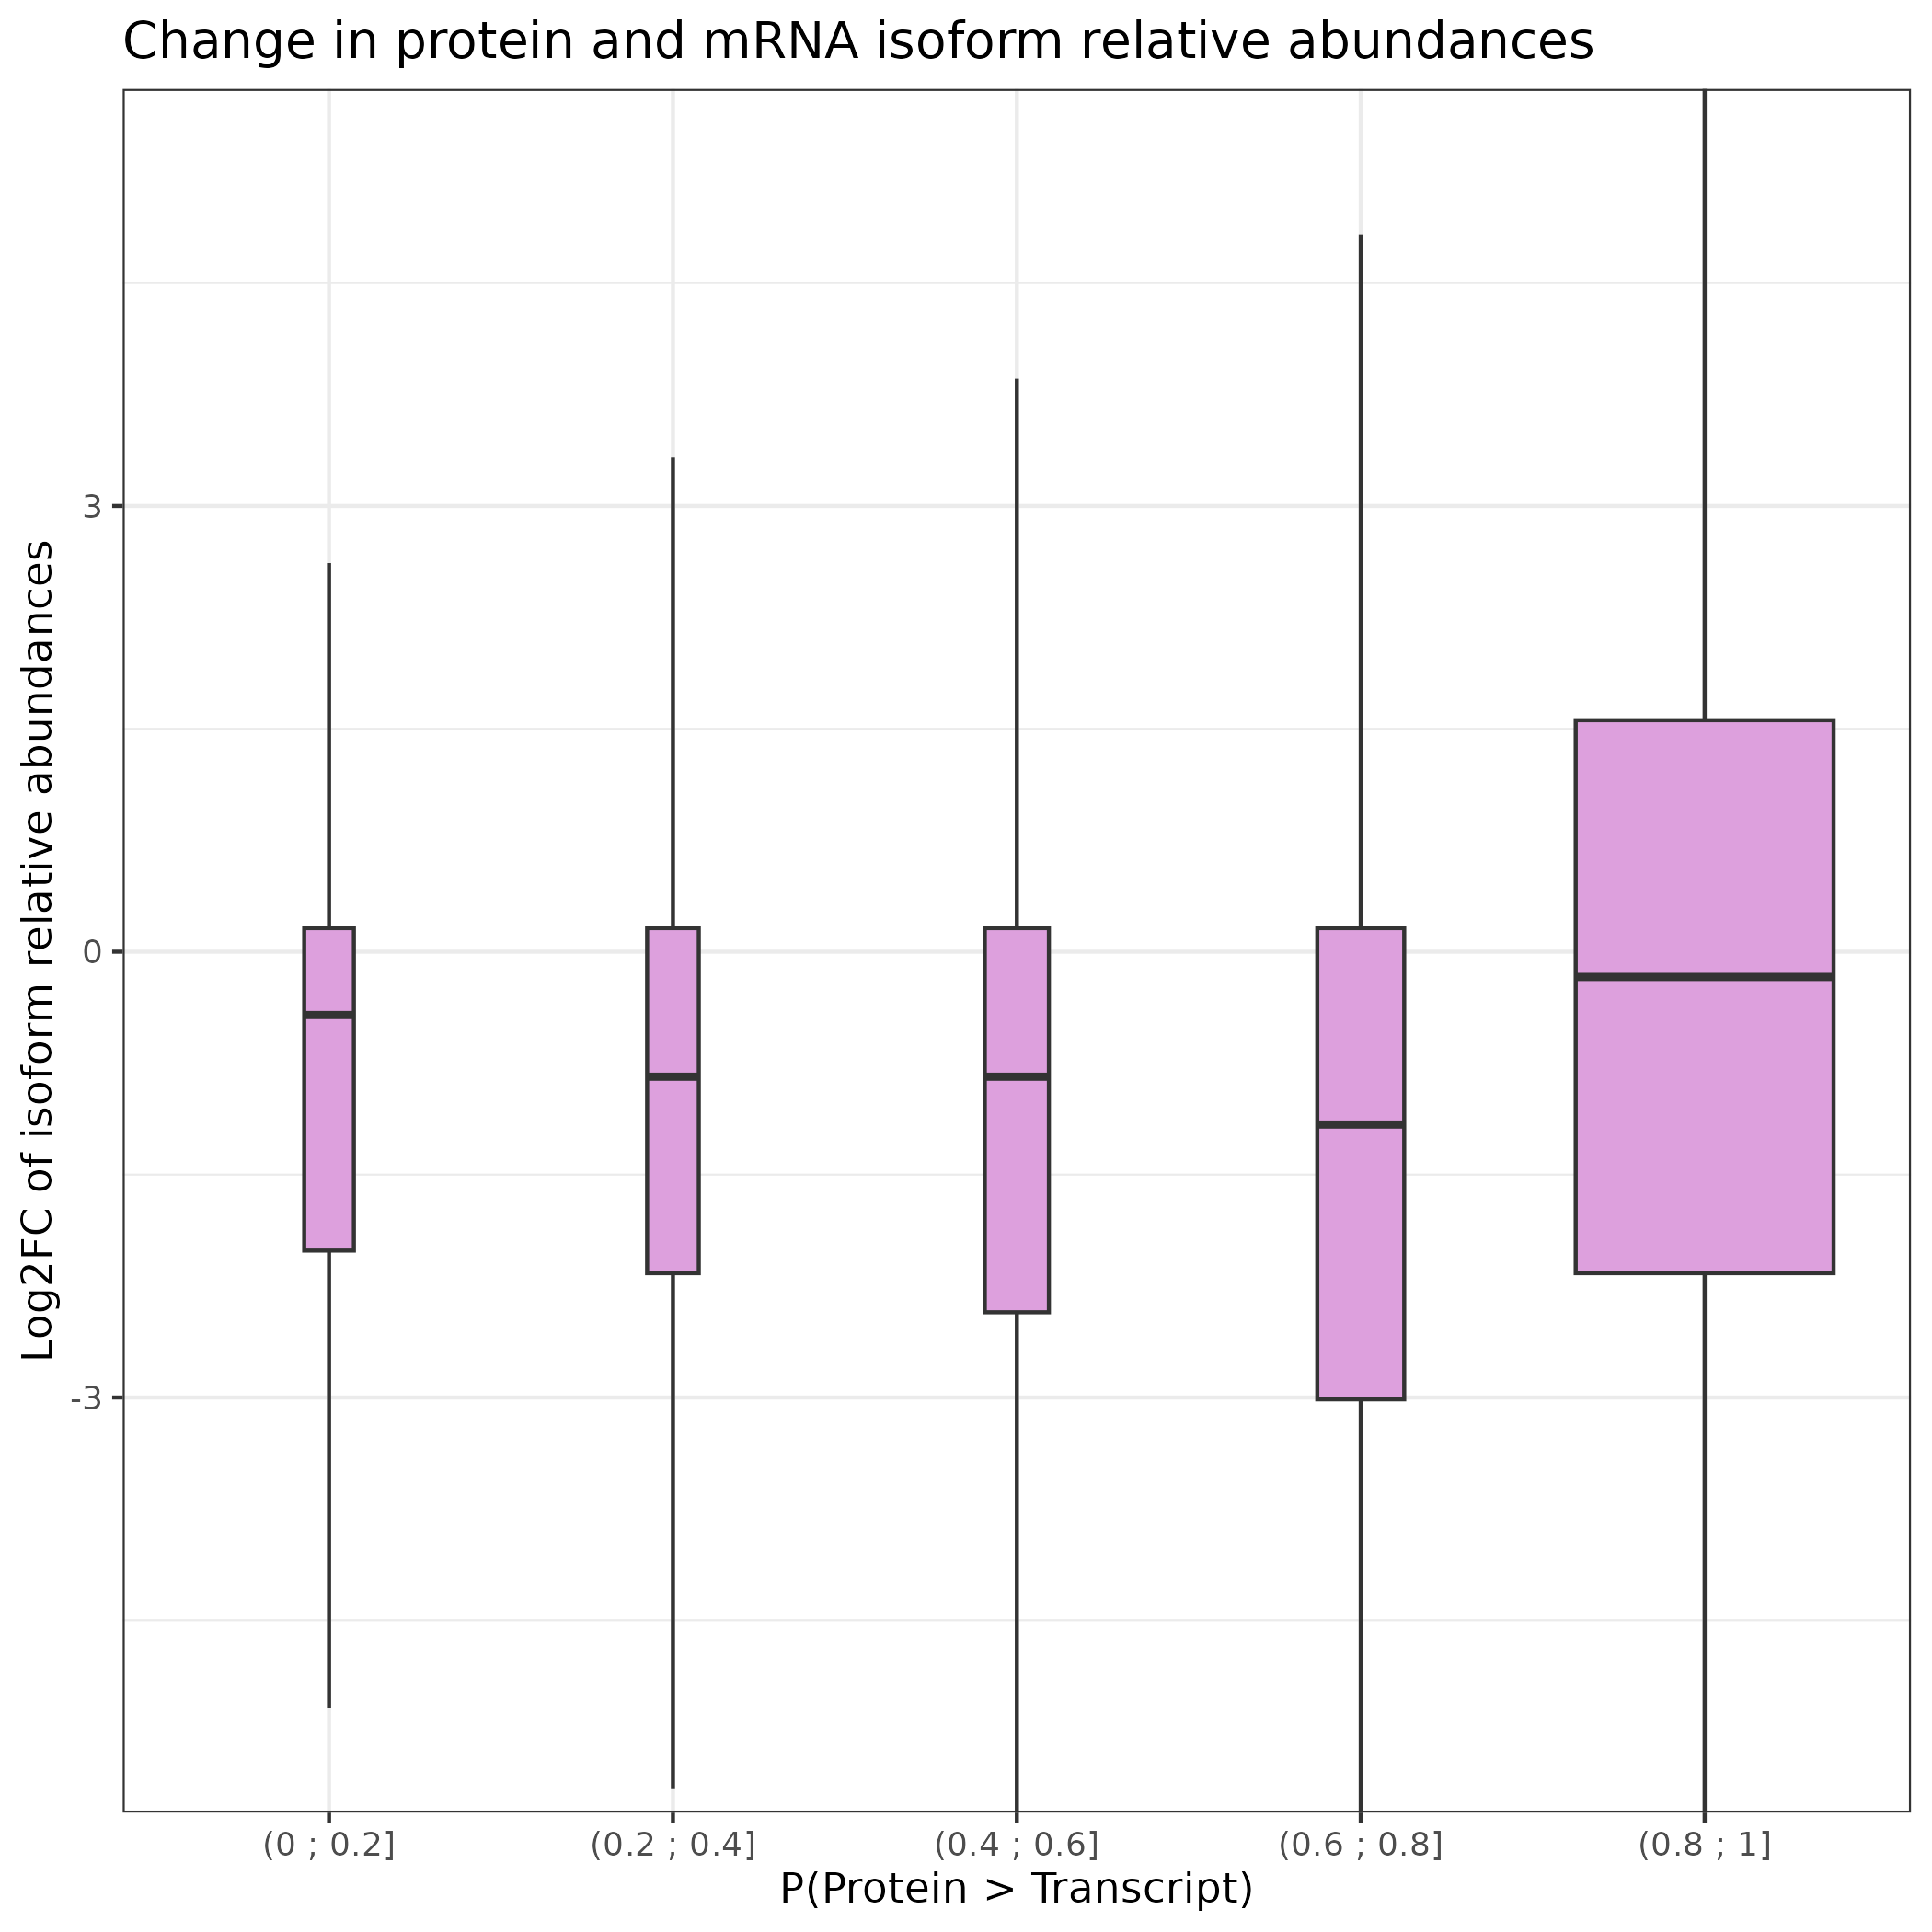 Change in protein and mRNA isoform relative abundances
Log2FC of isoform relative abundances
3
0
-3
(0 ; 0.2]
(0.2 ; 0.4]
(0.4 ; 0.6]
(0.6 ; 0.8]
(0.8 ; 1]
P(Protein > Transcript)